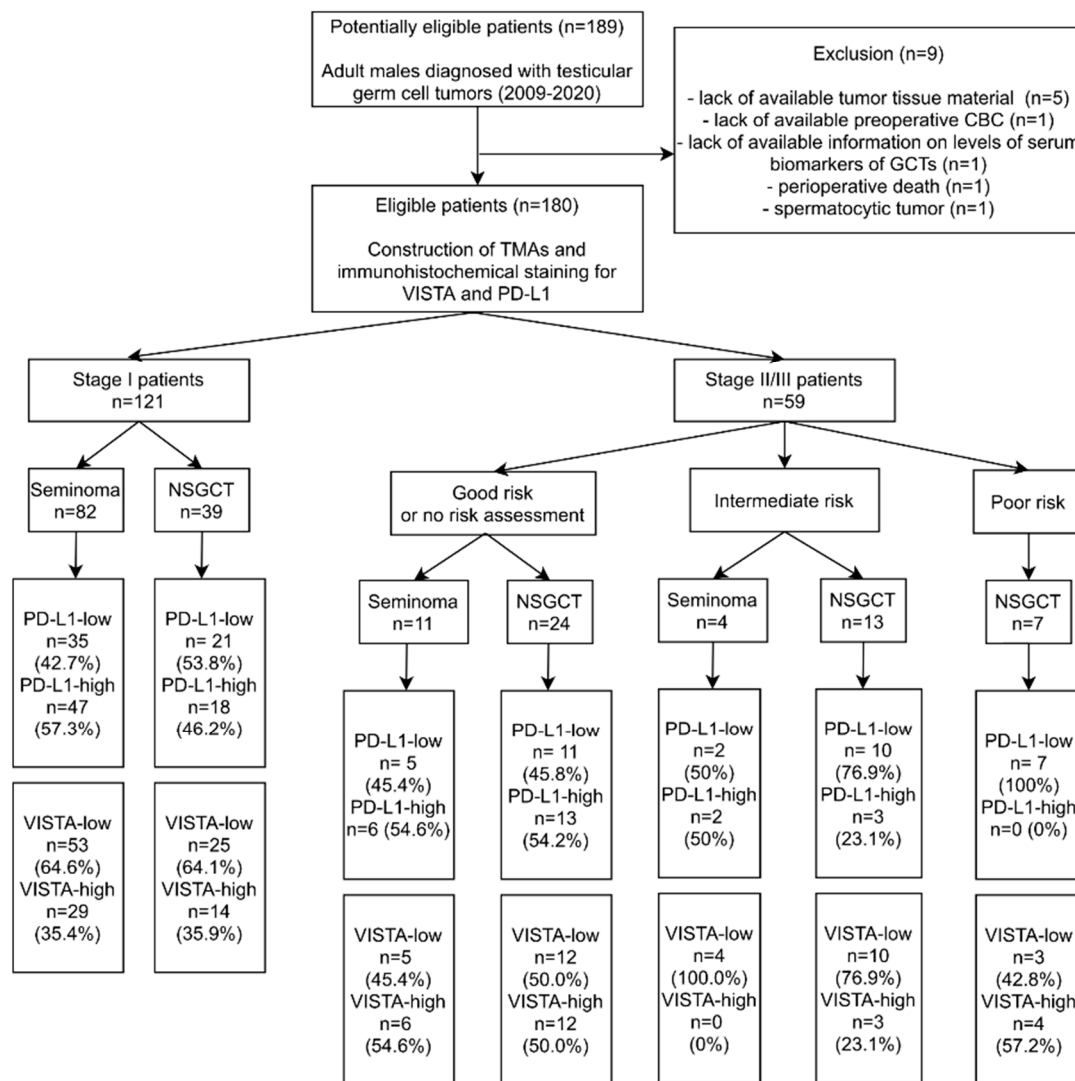 Potentially eligible patients (n=189)
Adult males diagnosed with testicular
germ cell tumors (2009-2020)
Exclusion (n=9)
- lack of available tumor tissue material (n=5)
- lack of available preoperative CBC (n=1)
- lack of available information on levels of serum
biomarkers of GCTs (n=1)
- perioperative death (n=1)
- spermatocytic tumor (n=1)
Eligible patients (n=180)
Construction of TMAs and
immunohistochemical staining for
VISTA and PD-L1
Stage I patients
n=121
Stage II/III patients
n=59
Seminoma
n=82
NSGCT
n=39
Good risk
or no risk assessment
Intermediate risk
Poor risk
Seminoma
n=11
NSGCT
n=24
Seminoma
n=4
NSGCT
n=13
NSGCT
n=7
PD-L1-low
n=35
(42.7%)
PD-L1-high
n=47
(57.3%)
PD-L1-low
n= 21
(53.8%)
PD-L1-high
n=18
(46.2%)
PD-L1-low
n= 5
(45.4%)
PD-L1-high
n=6 (54.6%)
PD-L1-low
n= 11
(45.8%)
PD-L1-high
n=13
(54.2%)
PD-L1-low
n=2
(50%)
PD-L1-high
n=2
(50%)
PD-L1-low
n= 10
(76.9%)
PD-L1-high
n=3
(23.1%)
PD-L1-low
n= 7
(100%)
PD-L1-high
n=0 (0%)
VISTA-low
n=53
(64.6%)
VISTA-high
n=29
(35.4%)
VISTA-low
n=25
(64.1%)
VISTA-high
n=14
(35.9%)
VISTA-low
n=5
(45.4%)
VISTA-high
n=6
(54.6%)
VISTA-low
n=12
(50.0%)
VISTA-high
n=12
(50.0%)
VISTA-low
n=4
(100.0%)
VISTA-high
n=0
(0%)
VISTA-low
n=10
(76.9%)
VISTA-high
n=3
(23.1%)
VISTA-low
n=3
(42.8%)
VISTA-high
n=4
(57.2%)